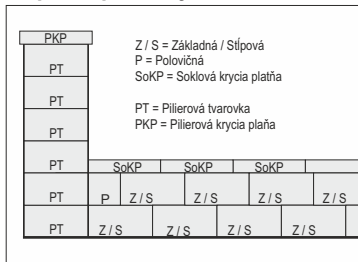 PKP
Z / S = Základná / Stĺpová
P = Polovičná
SoKP = Soklová krycia platňa
PT
PT = Pilierová tvarovka
PKP = Pilierová krycia plaňa
PT
PT
PT
SoKP SoKP SoKP
PT
P Z / S Z / S Z / S Z / S
PT
Z / S Z / S Z / S Z / S